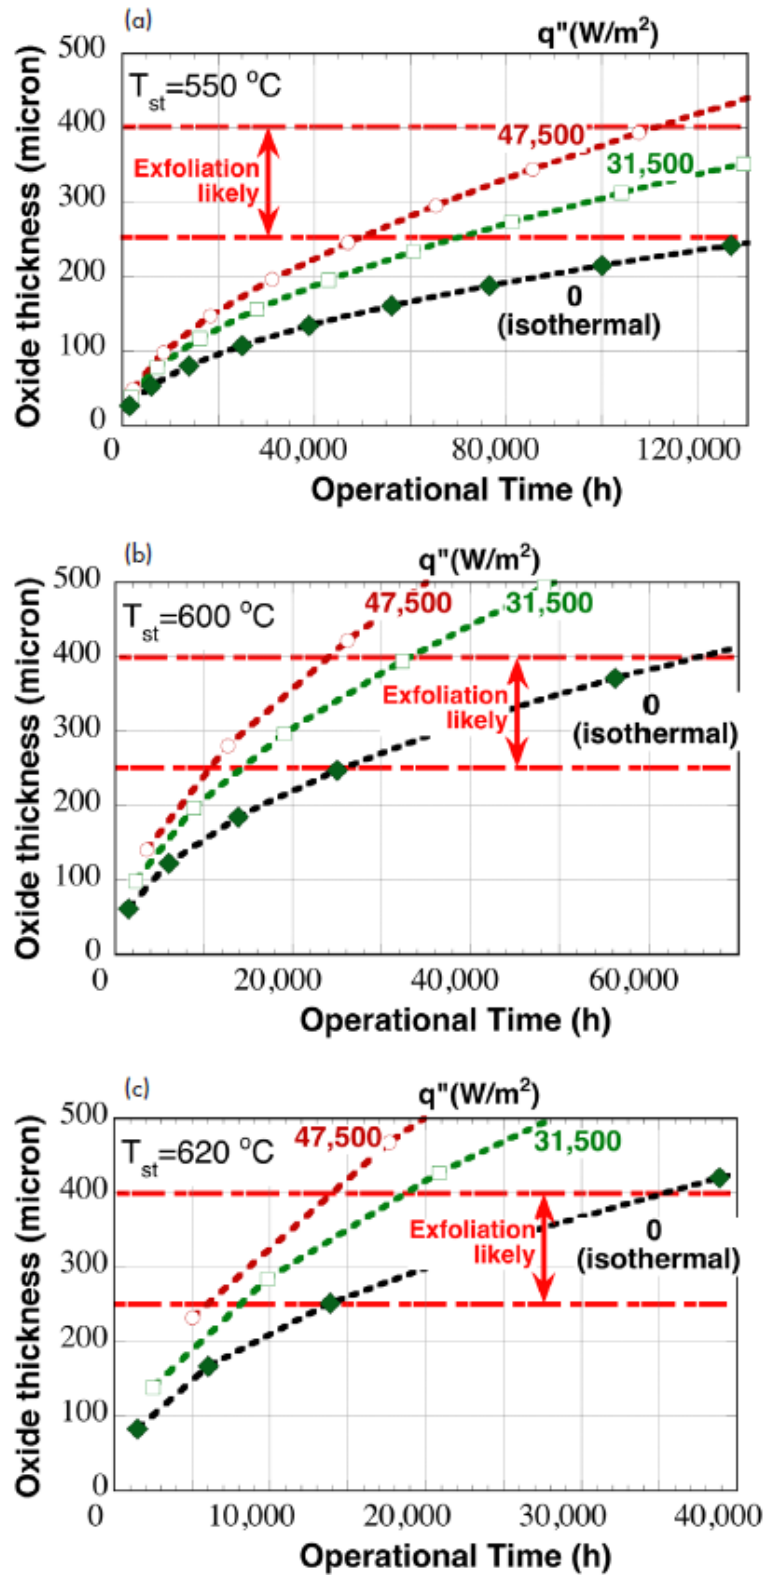 (a)
q"(W/m²)
500
T_st=550 °C
400
47,500
31,500
Exfoliation
likely
300
200
0
(isothermal)
100
0
Oxide thickness (micron)
0
40,000
80,000
120,000
Operational Time (h)
(b)
q"(W/m²)
500
T_st=600 °C
47,500
31,500
400
Exfoliation
likely
0
(isothermal)
300
200
100
0
Oxide thickness (micron)
0
20,000
40,000
60,000
Operational Time (h)
(c)
q"(W/m²)
500
T_st=620 °C
47,500
31,500
400
Exfoliation
likely
0
(isothermal)
300
200
100
0
Oxide thickness (micron)
0
10,000
20,000
30,000
40,000
Operational Time (h)